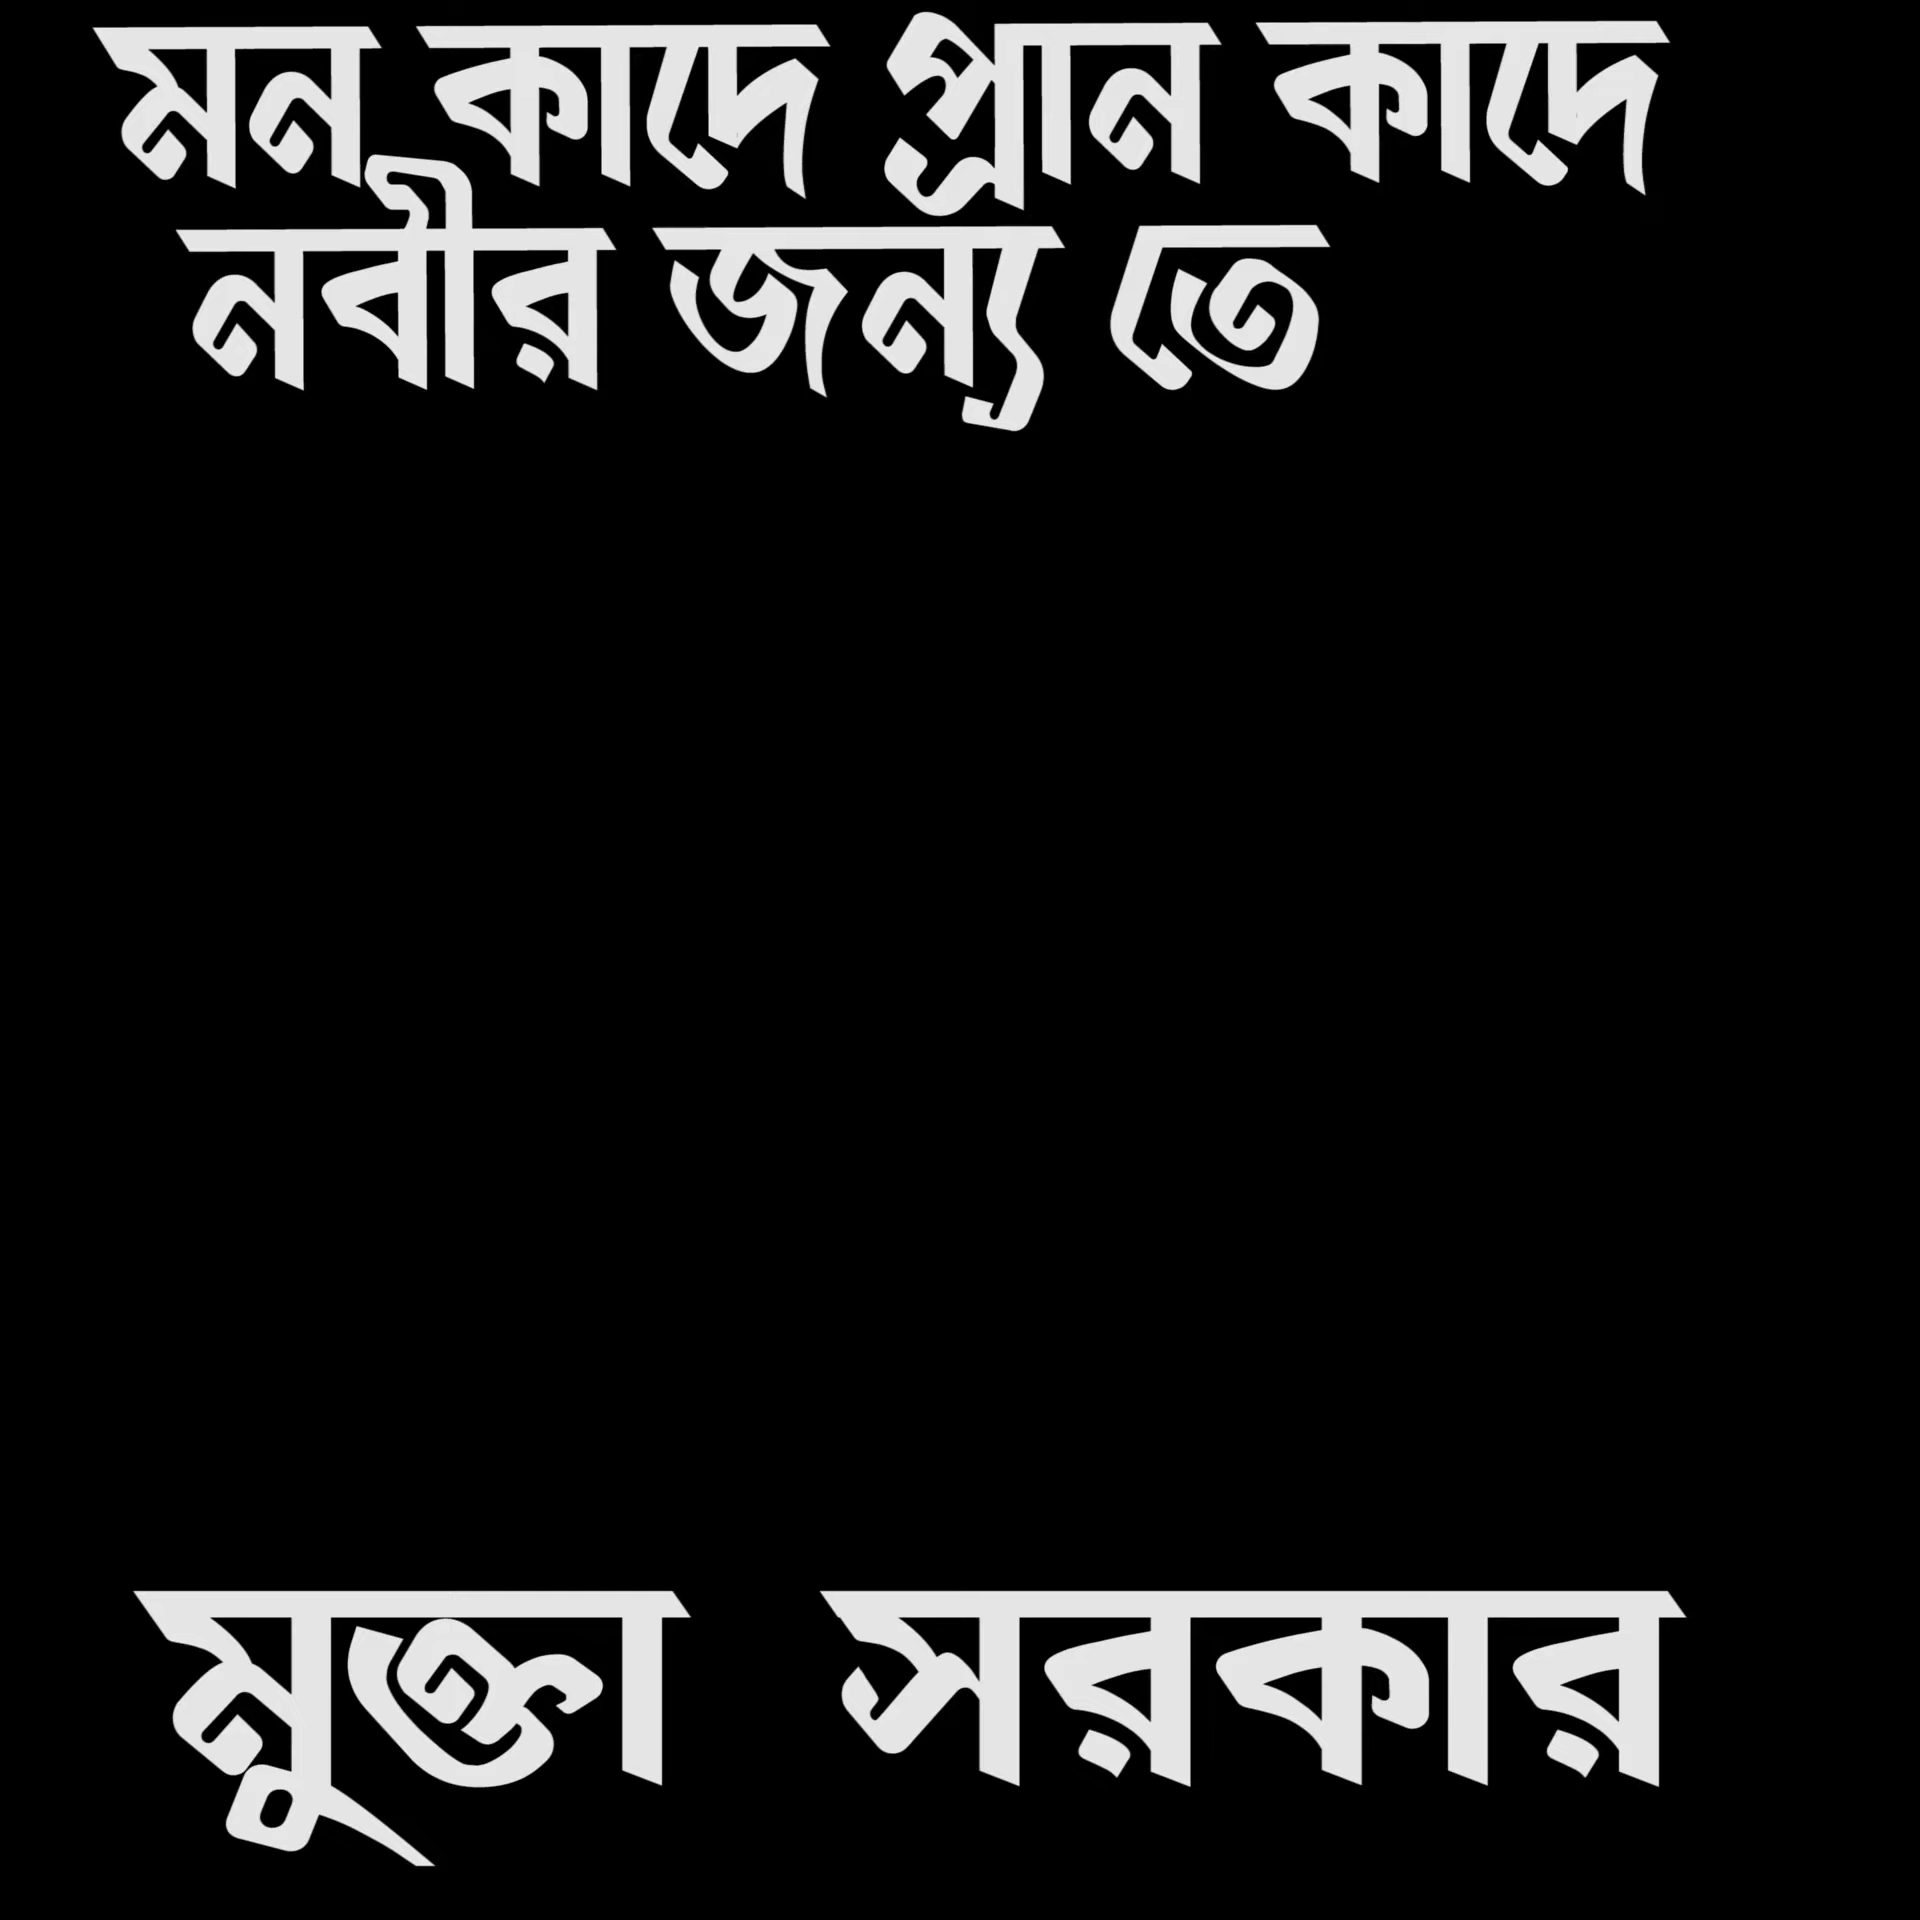 মন কাদে প্রান কাদে
নবীর জন্য তে
মুক্তা সরকার